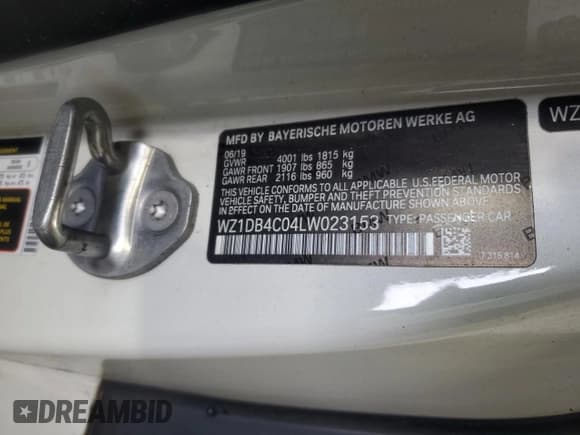 MFD BY BAYERISCHE MOTOREN WERKE AG
06/19
GVWR 4001 lbs 1815 kg
GAWR FRONT 1907 lbs 865 kg
GAWR REAR 2116 lbs 960 kg
THIS VEHICLE CONFORMS TO ALL APPLICABLE U.S.FEDERAL MOTOR
VEHICLE SAFETY, BUMPER AND THEFT PREVENTION STANDARDS
IN EFFECT ON THE DATE OF MANUFACTURE SHOWN ABOVE
WZ1DB4C04LW023153 TYPE: PASSENGER CAR
7 315 814
WZ
DREAMBID